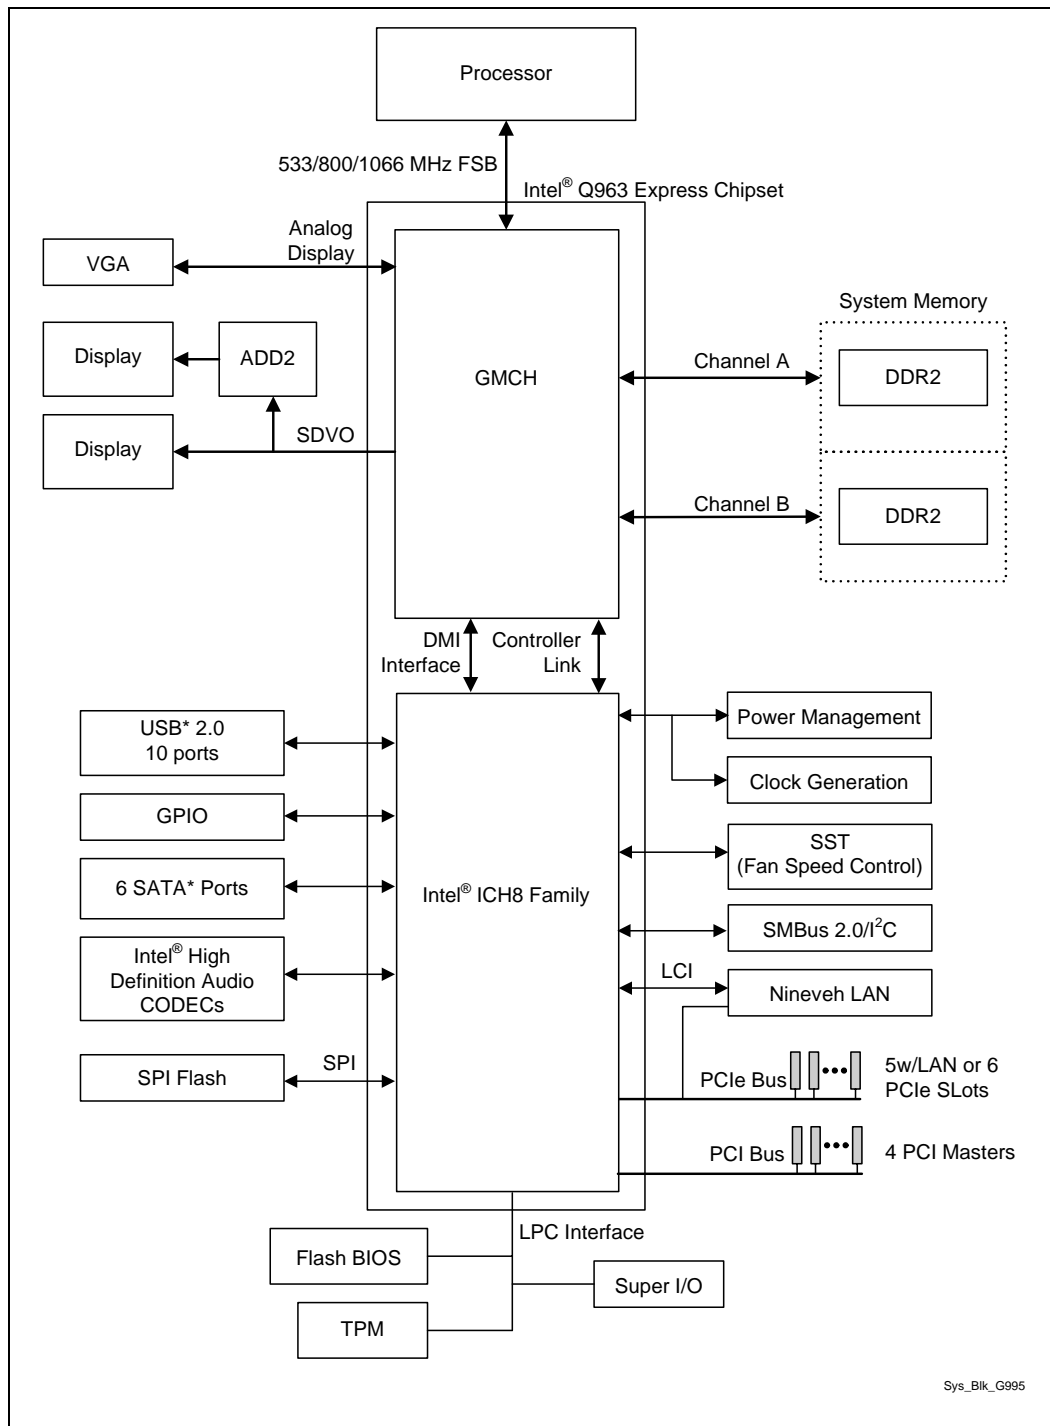 Processor
533/800/1066 MHz FSB
Intel® Q963 Express Chipset
Analog
Display
VGA
System Memory
Display
ADD2
GMCH
Channel A
DDR2
Display
SDVO
Channel B
DDR2
DMI
Interface
Controller
Link
USB* 2.0
10 ports
Power Management
Clock Generation
GPIO
SST
(Fan Speed Control)
6 SATA* Ports
Intel® ICH8 Family
SMBus 2.0/I²C
Intel® High
Definition Audio
CODECs
LCI
Nineveh LAN
SPI Flash
SPI
PCIe Bus
5w/LAN or 6
PCIe SLots
PCI Bus
4 PCI Masters
LPC Interface
Flash BIOS
Super I/O
TPM
Sys_Blk_G995